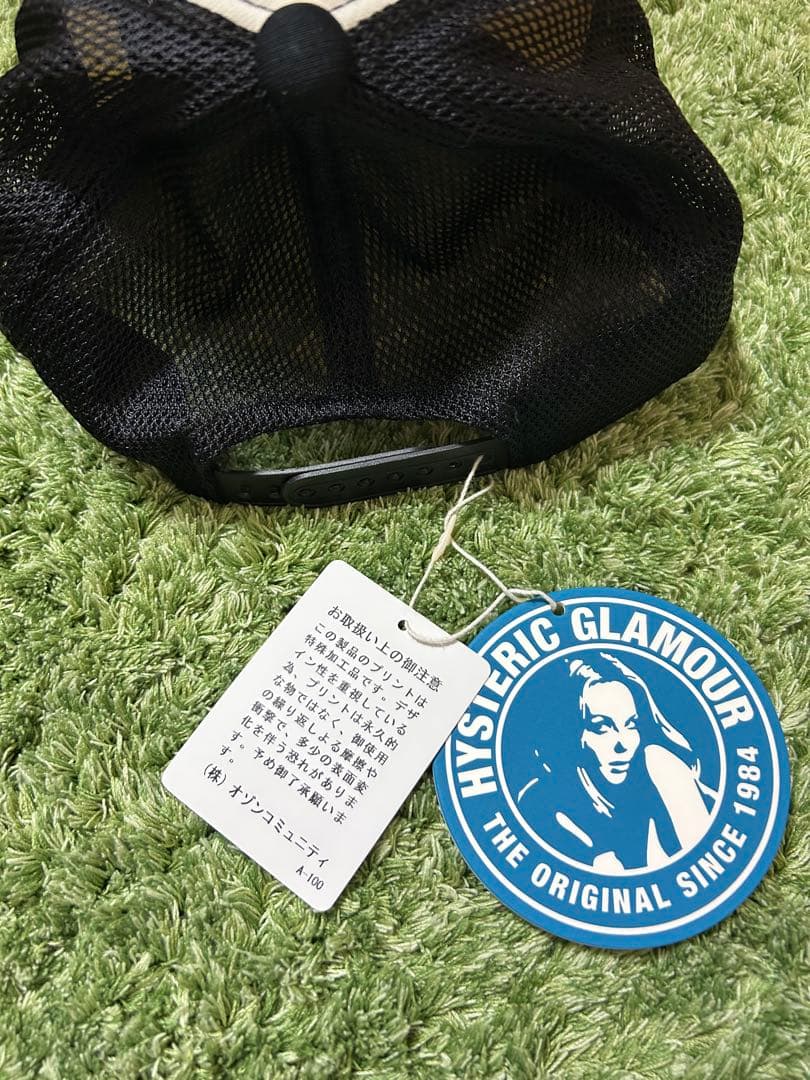 お取扱い上の御注意
この製品のプリントは
特殊加工品です。デザ
イン性を重視している
為、プリントは永久的
な物ではなく、御使用
の繰り返しよる摩擦や
衝撃で、多少の表面変
化を伴う恐れがありま
す。予め御了承願いま
す。
(株) オゾンコミュニティ
A-100
HYSTERIC GLAMOUR
THE ORIGINAL SINCE 1984